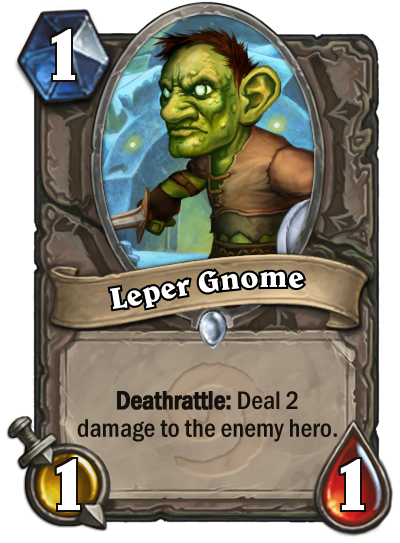 1
Leper Gnome
Deathrattle: Deal 2
damage to the enemy hero.
1
1